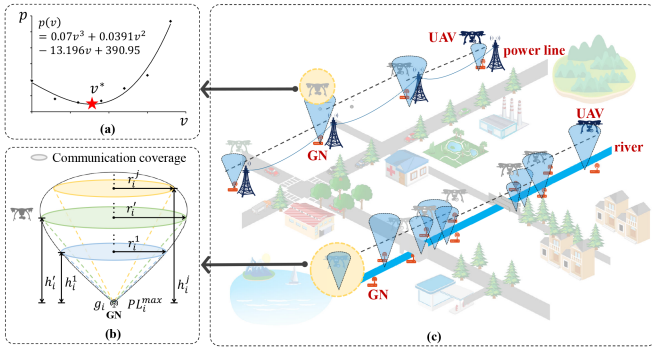 p
p(v)
= 0.07v³ + 0.0391v²
− 13.196v + 390.95
v*
v
(a)
Communication coverage
r_i^j
r_i'
r_i^1
h_i'
h_i^1
h_i^j
g_i
PL_i^max
GN
(b)
UAV
power line
GN
UAV
river
GN
(c)